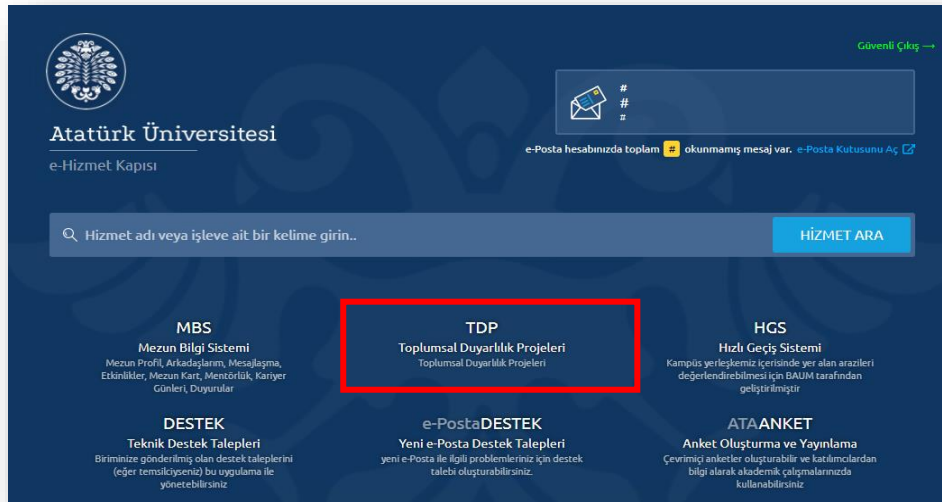 Güvenli Çıkış →
#
#
#
Atatürk Üniversitesi
e-Hizmet Kapısı
e-Posta hesabınızda toplam # okunmamış mesaj var. e-Posta Kutusunu Aç
Hizmet adı veya işleve ait bir kelime girin..
HİZMET ARA
MBS
Mezun Bilgi Sistemi
Mezun Profil, Arkadaşlarım, Mesajlaşma,
Etkinlikler, Mezun Kart, Mentörlük, Kariyer
Günleri, Duyurular
TDP
Toplumsal Duyarlılık Projeleri
Toplumsal Duyarlılık Projeleri
HGS
Hızlı Geçiş Sistemi
Kampüs yerleşkemiz içerisinde yer alan arazileri
değerlendirebilmesi için BAUM tarafından
geliştirilmiştir
DESTEK
Teknik Destek Talepleri
Biriminize gönderilmiş olan destek taleplerini
(eğer temsilciyseniz) bu uygulama ile
yönetebilirsiniz
e-PostaDESTEK
Yeni e-Posta Destek Talepleri
yeni e-Posta ile ilgili problemleriniz için destek
talebi oluşturabilirsiniz.
ATAANKET
Anket Oluşturma ve Yayınlama
Çevrimiçi anketler oluşturabilir ve katılımcılardan
bilgi alarak akademik çalışmalarınızda
kullanabilirsiniz